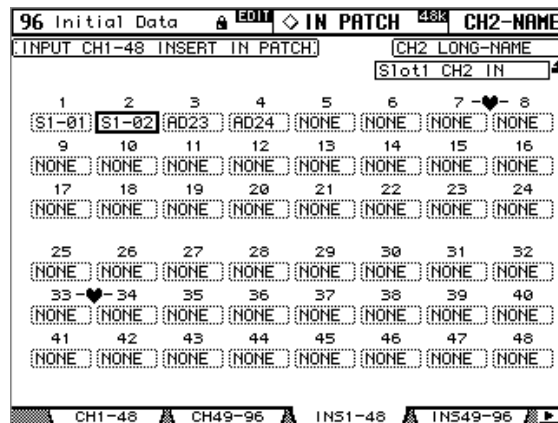 96 Initial Data EDIT ◇ IN PATCH 48K CH2-NAME
INPUT CH1-48 INSERT IN PATCH
CH2 LONG-NAME
Slot1 CH2 IN
1 2 3 4 5 6 7 -♥- 8
S1-01 S1-02 AD23 AD24 NONE NONE NONE NONE
9 10 11 12 13 14 15 16
NONE NONE NONE NONE NONE NONE NONE NONE
17 18 19 20 21 22 23 24
NONE NONE NONE NONE NONE NONE NONE NONE
25 26 27 28 29 30 31 32
NONE NONE NONE NONE NONE NONE NONE NONE
33 -♥- 34 35 36 37 38 39 40
NONE NONE NONE NONE NONE NONE NONE NONE
41 42 43 44 45 46 47 48
NONE NONE NONE NONE NONE NONE NONE NONE
CH1-48 CH49-96 INS1-48 INS49-96